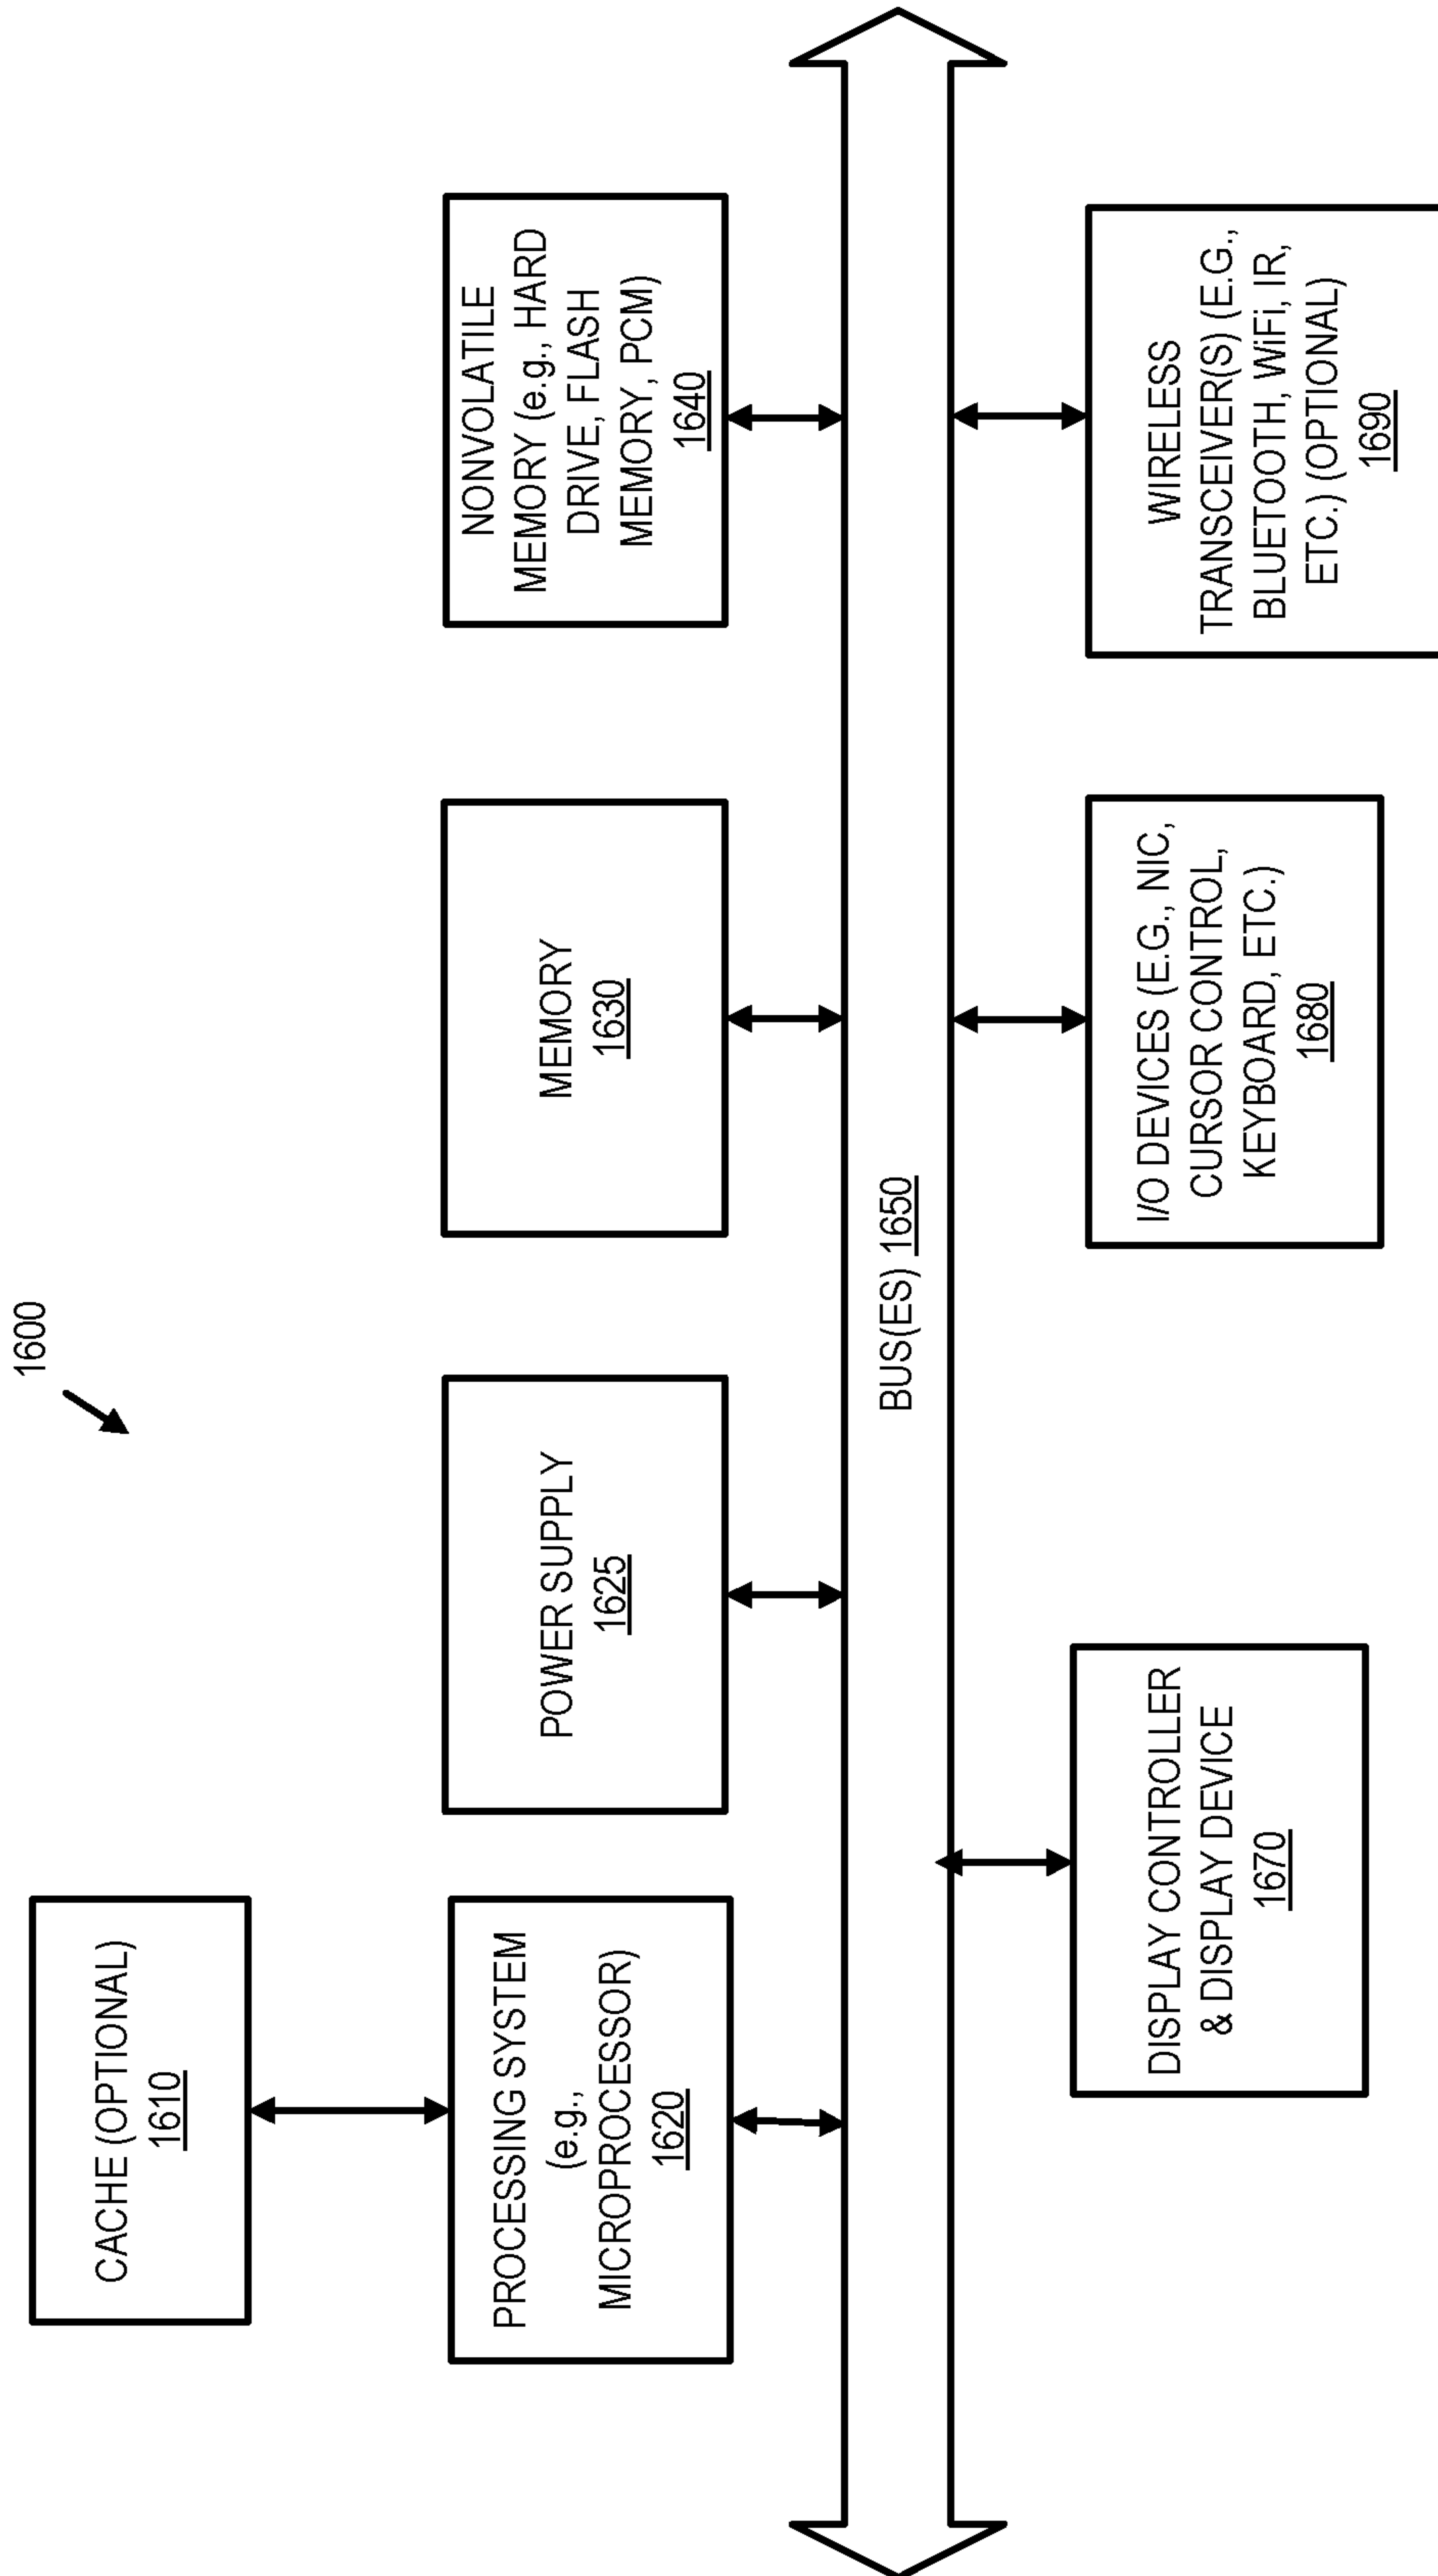 1600
CACHE (OPTIONAL)
1610
PROCESSING SYSTEM
(e.g.,
MICROPROCESSOR)
1620
POWER SUPPLY
1625
MEMORY
1630
NONVOLATILE
MEMORY (e.g., HARD
DRIVE, FLASH
MEMORY, PCM)
1640
BUS(ES) 1650
DISPLAY CONTROLLER
& DISPLAY DEVICE
1670
I/O DEVICES (E.G., NIC,
CURSOR CONTROL,
KEYBOARD, ETC.)
1680
WIRELESS
TRANSCEIVER(S) (E.G.,
BLUETOOTH, WiFi, IR,
ETC.) (OPTIONAL)
1690